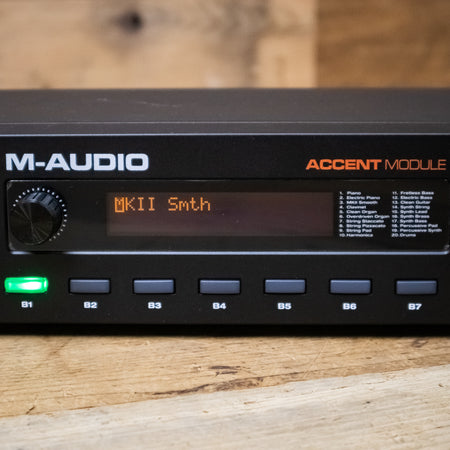 M-AUDIO
ACCENT MODULE
MKII Smth
1. Piano
2. Electric Piano
3. MKII Smooth
4. Clavinet
5. Clean Organ
6. Overdriven Organ
7. String Staccato
8. String Pizzacato
9. String Pad
10. Harmonica
11. Fretless Bass
12. Electric Bass
13. Clean Guitar
14. Synth String
15. Synth Lead
16. Synth Brass
17. Synth Bass
18. Percussive Pad
19. Percussive Synth
20. Drums
B1
B2
B3
B4
B5
B6
B7